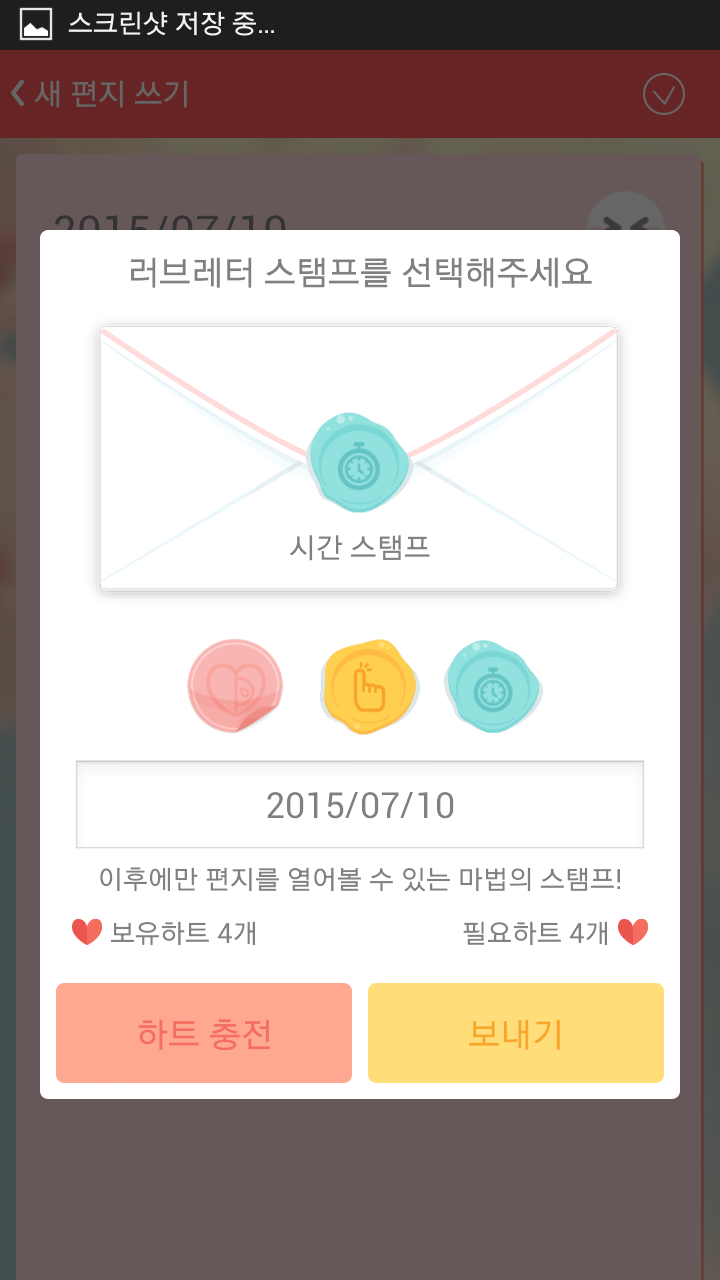 스크린샷 저장 중...
새 편지 쓰기
2015/07/10
러브레터 스탬프를 선택해주세요
시간 스탬프
2015/07/10
이후에만 편지를 열어볼 수 있는 마법의 스탬프!
보유하트 4개
필요하트 4개
하트 충전
보내기